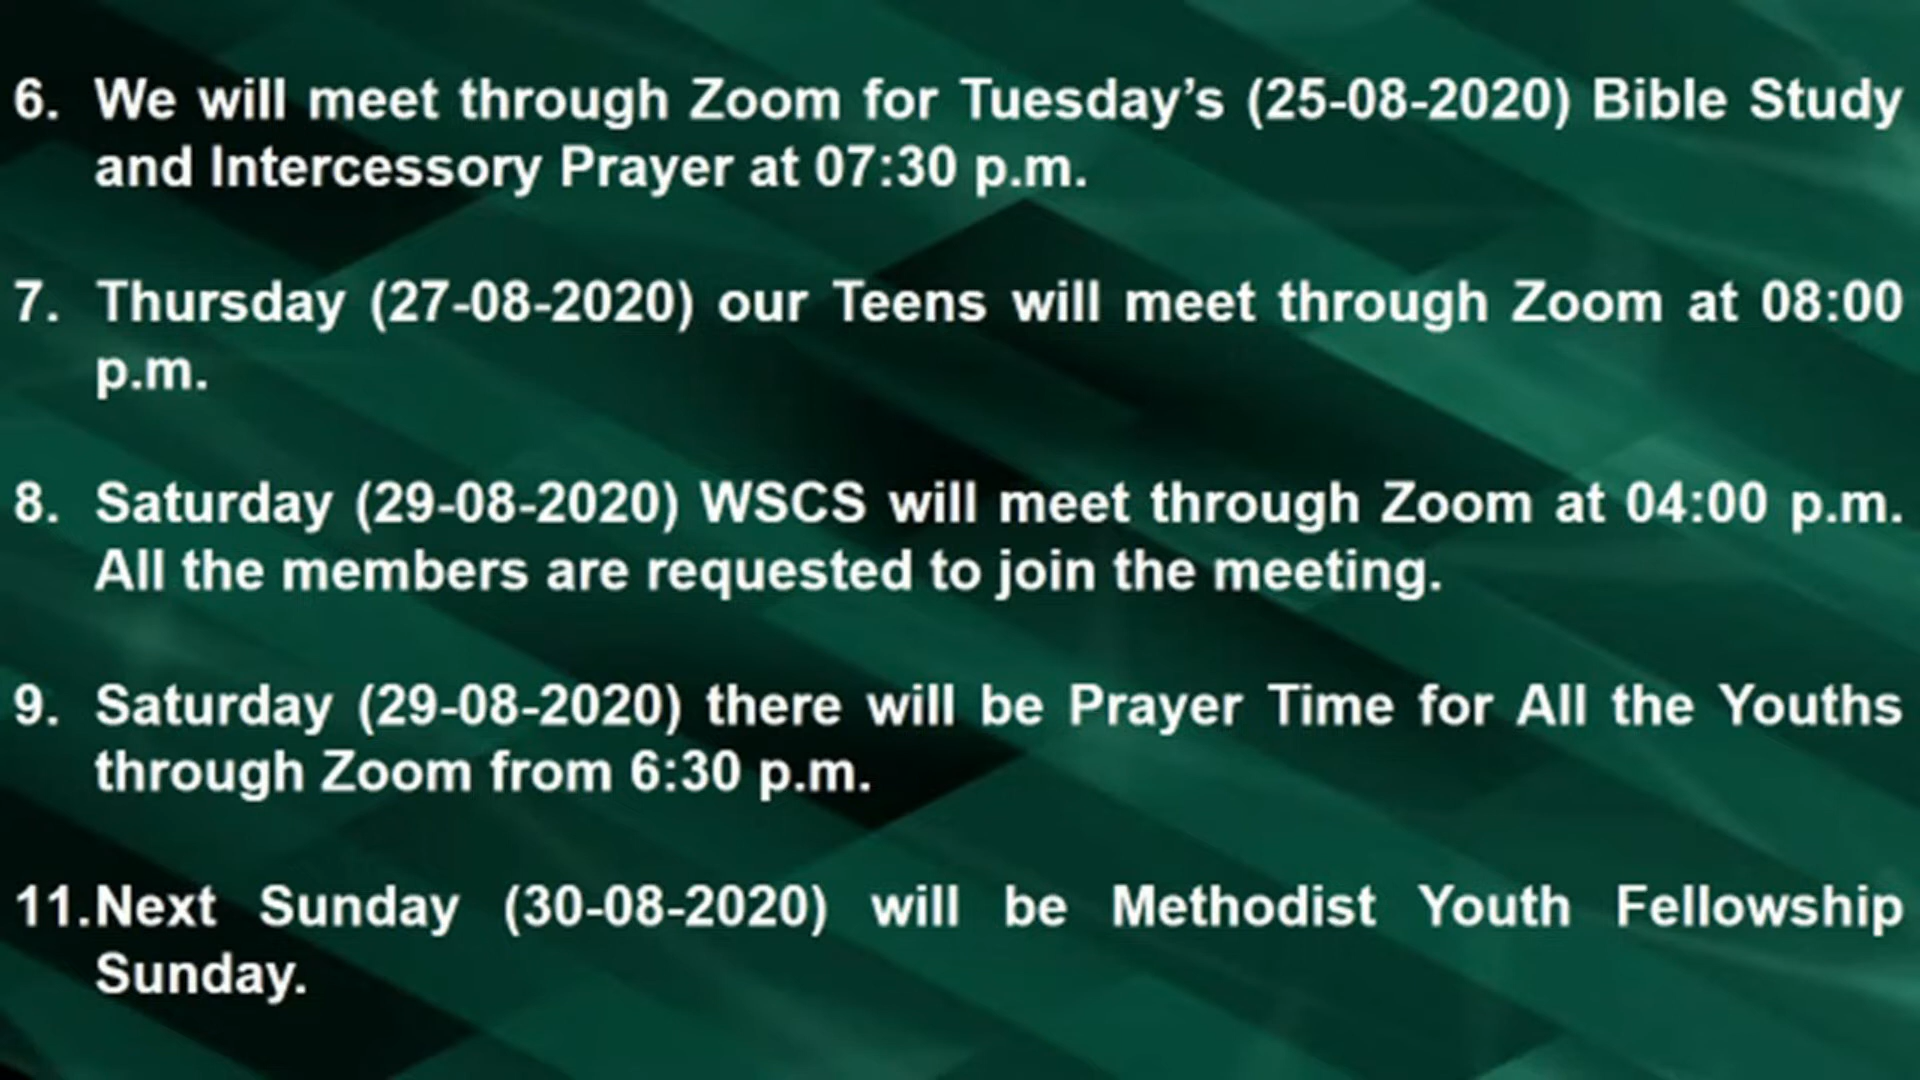 6. We will meet through Zoom for Tuesday’s (25-08-2020) Bible Study
and Intercessory Prayer at 07:30 p.m.
7. Thursday (27-08-2020) our Teens will meet through Zoom at 08:00
p.m.
8. Saturday (29-08-2020) WSCS will meet through Zoom at 04:00 p.m.
All the members are requested to join the meeting.
9. Saturday (29-08-2020) there will be Prayer Time for All the Youths
through Zoom from 6:30 p.m.
11.Next Sunday (30-08-2020) will be Methodist Youth Fellowship
Sunday.